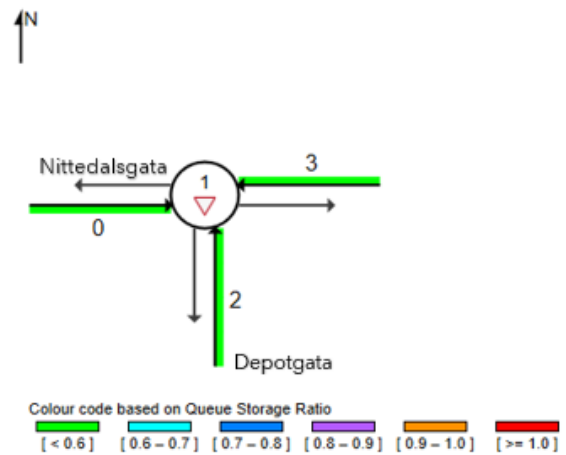 N
Nittedalsgata
3
1
0
2
Depotgata
Colour code based on Queue Storage Ratio
[ < 0.6 ] [ 0.6 – 0.7 ] [ 0.7 – 0.8 ] [ 0.8 – 0.9 ] [ 0.9 – 1.0 ] [ >= 1.0 ]